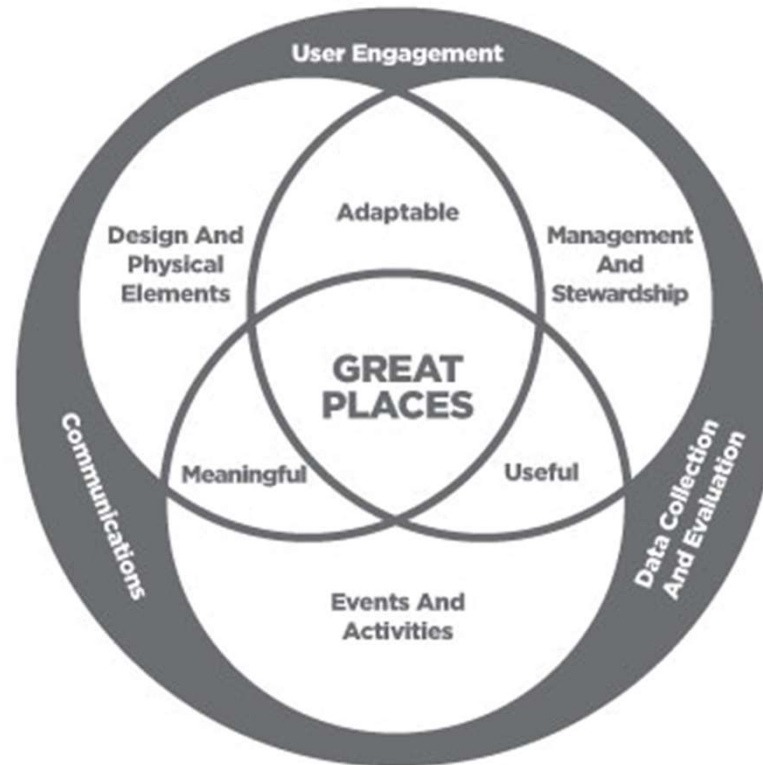 User Engagement
Adaptable
Design And
Physical
Elements
Management
And
Stewardship
GREAT
PLACES
Meaningful
Useful
Communications
Data Collection
And Evaluation
Events And
Activities